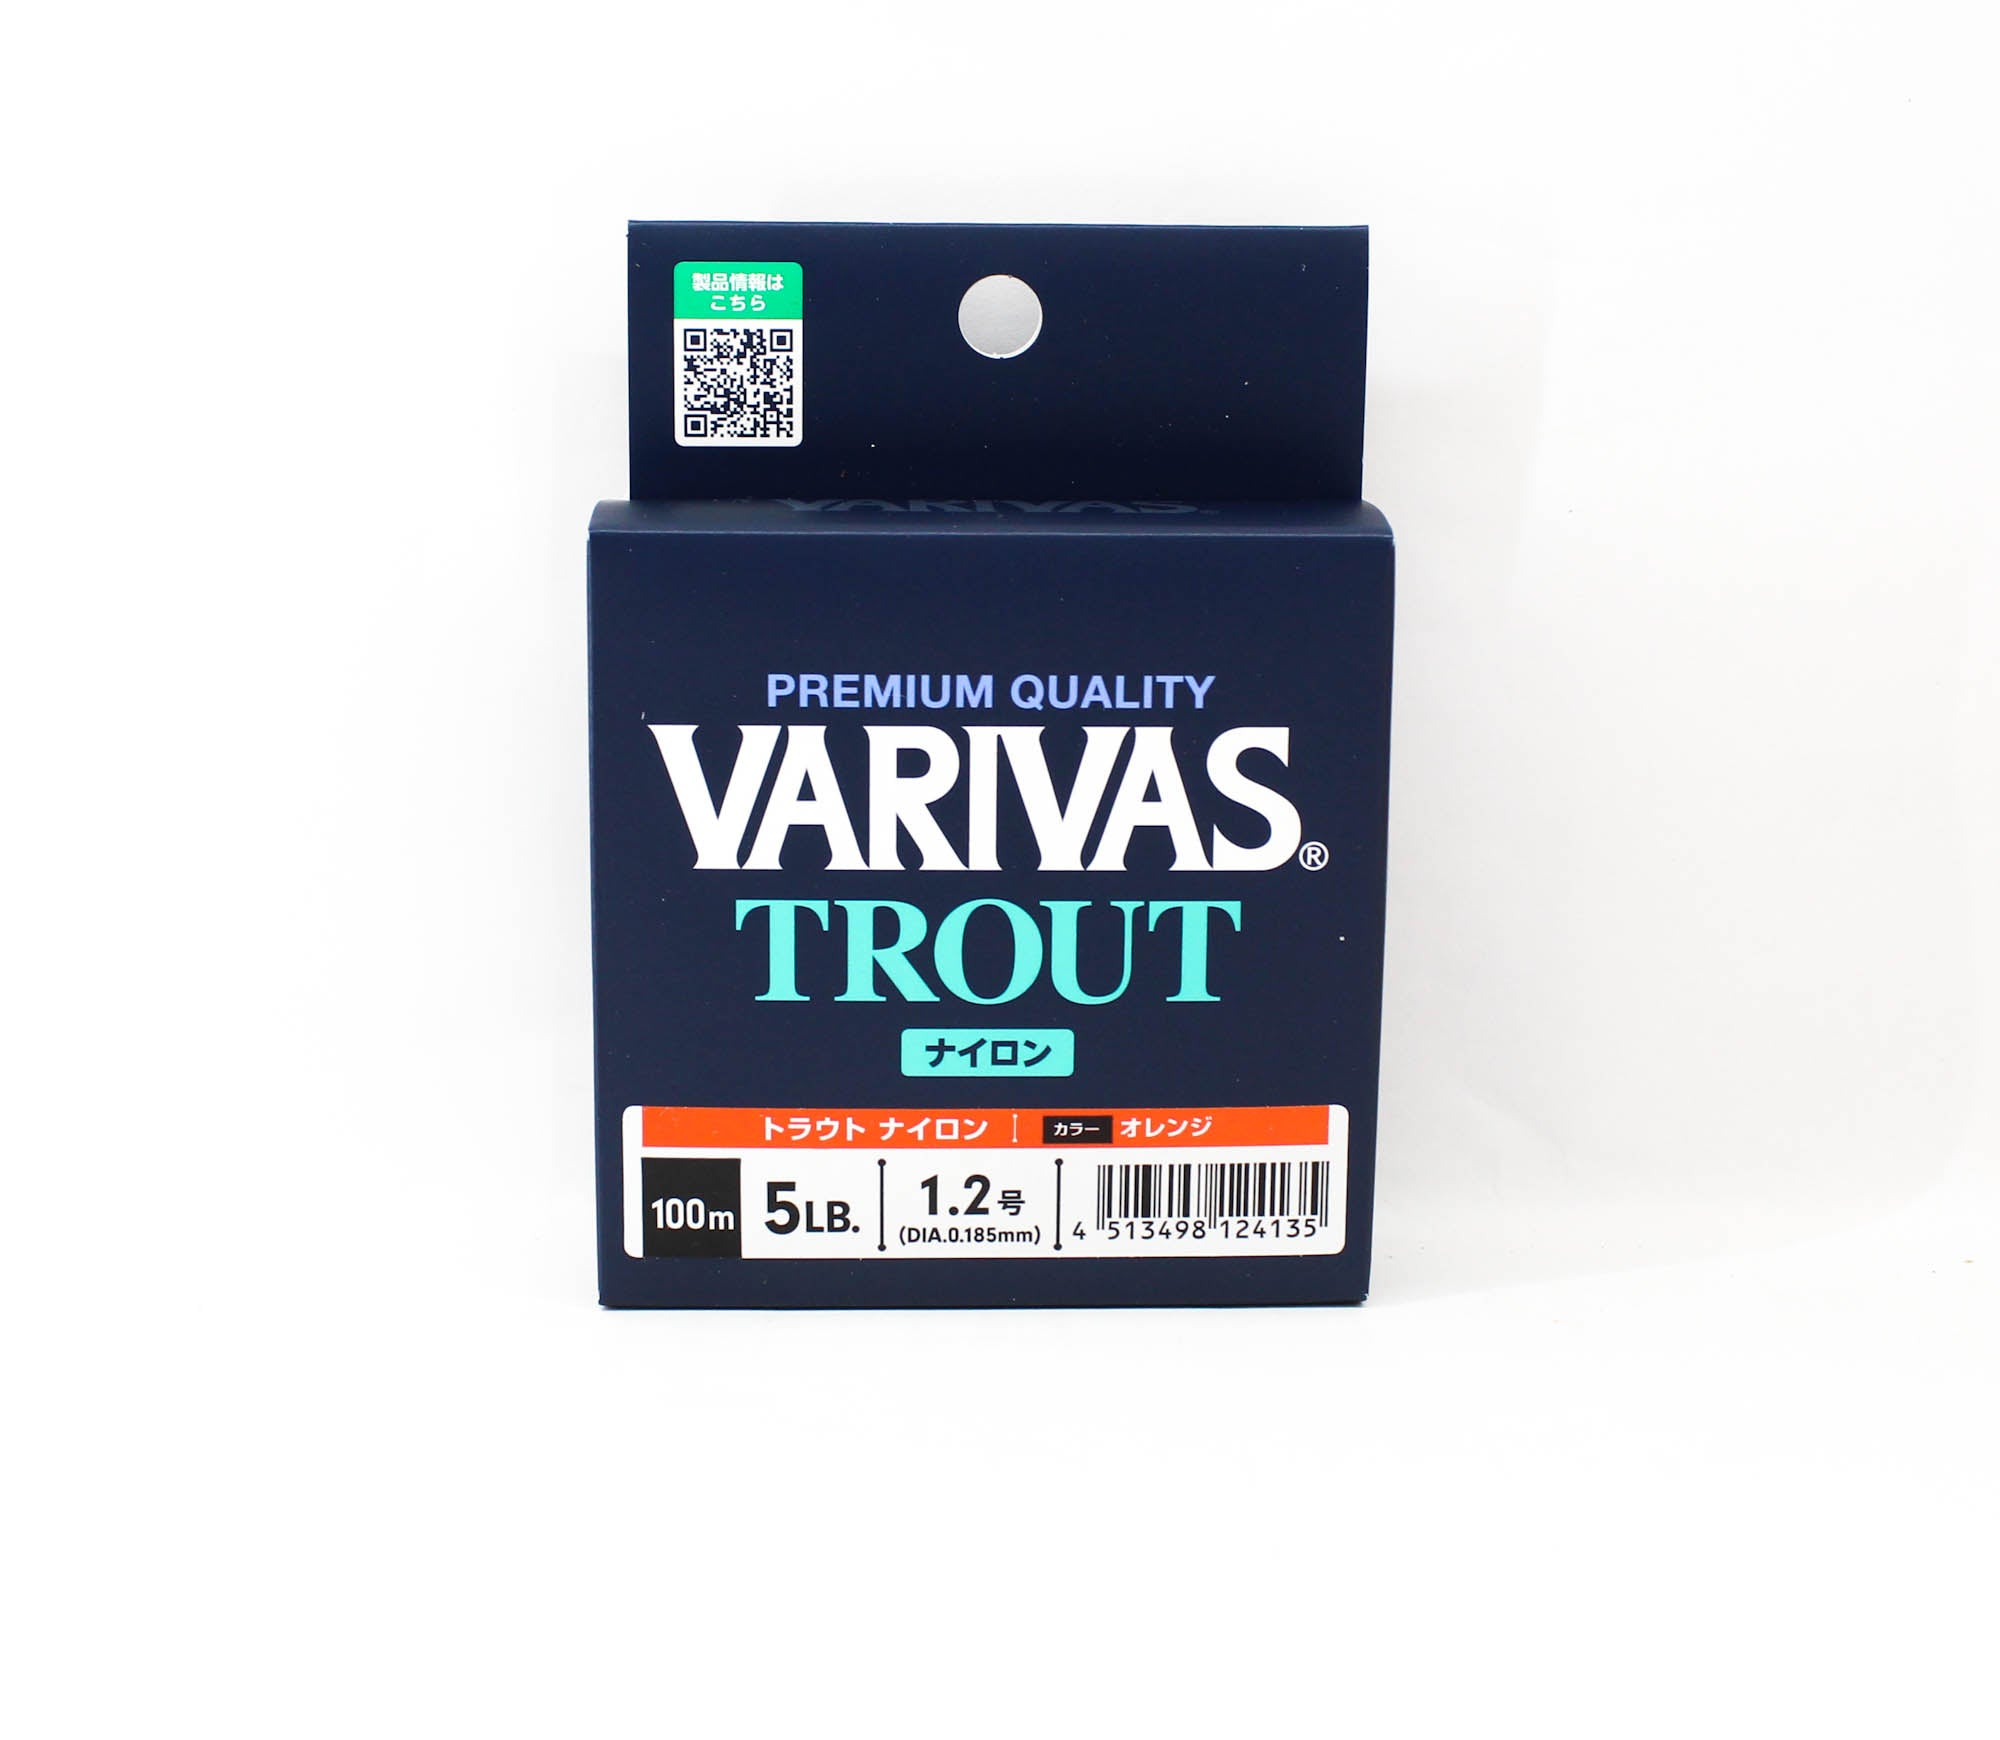 製品情報は
こちら
VARIVAS®
PREMIUM QUALITY
VARIVAS®
TROUT
ナイロン
トラウト ナイロン カラー オレンジ
100m 5LB. 1.2号 (DIA.0.185mm)
4 513498 124135